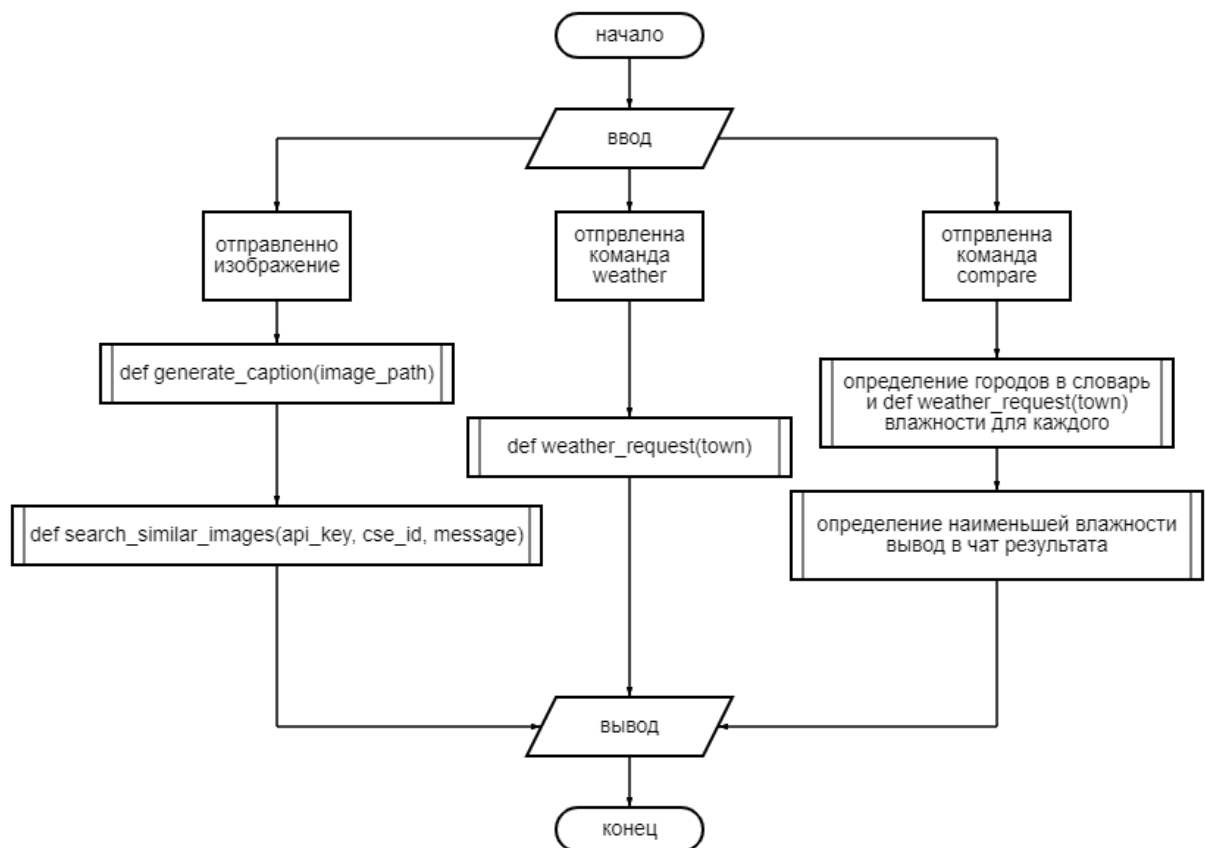 начало
ввод
отправленно
изображение
отпрвленна
команда
weather
отпрвленна
команда
compare
def generate_caption(image_path)
def weather_request(town)
определение городов в словарь
и def weather_request(town)
влажности для каждого
def search_similar_images(api_key, cse_id, message)
определение наименьшей влажности
вывод в чат результата
вывод
конец